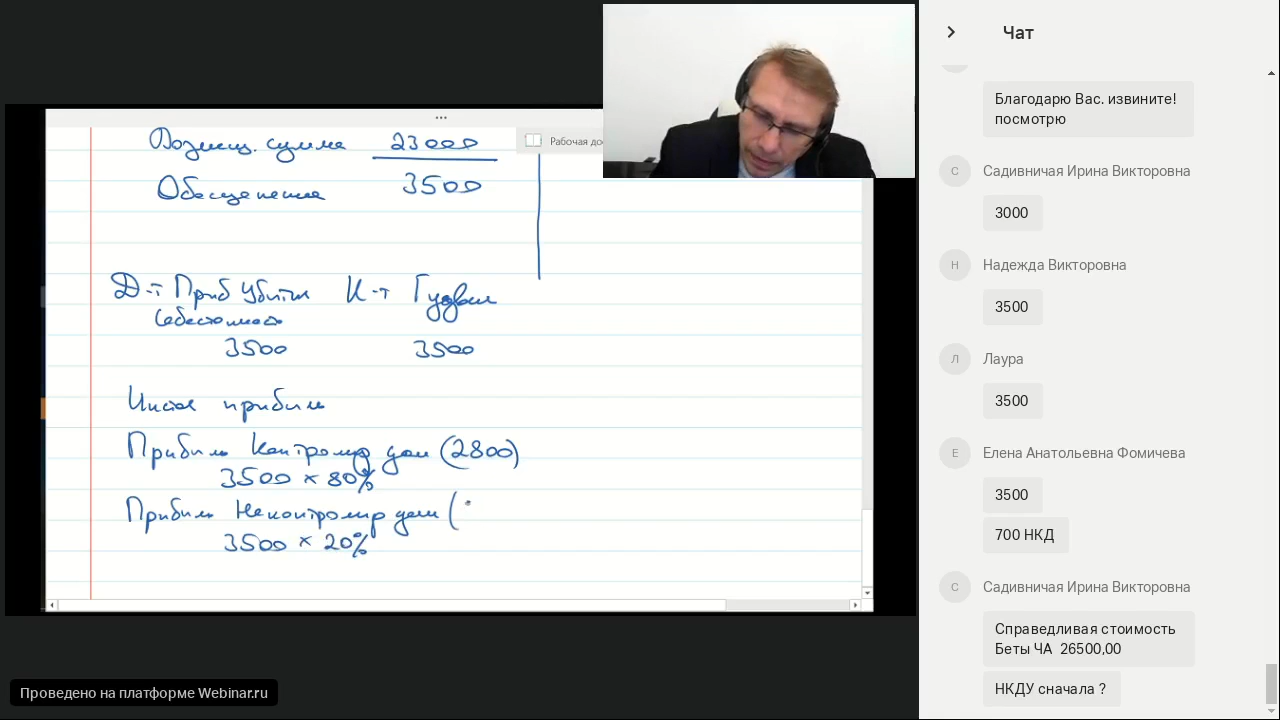 Возмещ. сумма 23000
Обесценение 3500
Д-т Приб Убытк К-т Гудвил
Себестоимост
3500 3500
Чистая прибыль
Прибыль Контролир доли (2800)
3500 × 80%
Прибыль Неконтролир доли (
3500 × 20%
Рабочая до
Проведено на платформе Webinar.ru
Чат
Благодарю Вас. извините!
посмотрю
С Садивничая Ирина Викторовна
3000
Н Надежда Викторовна
3500
Л Лаура
3500
Е Елена Анатольевна Фомичева
3500
700 НКД
С Садивничая Ирина Викторовна
Справедливая стоимость
Беты ЧА 26500,00
НКДУ сначала ?